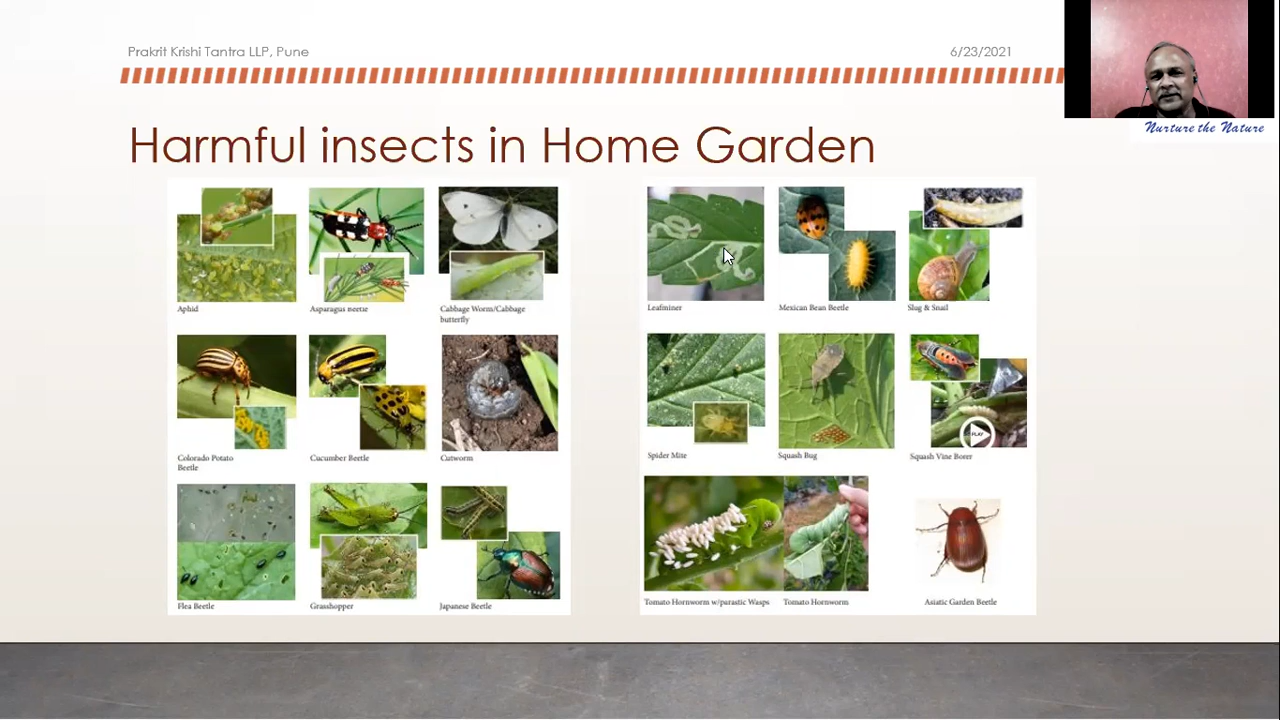 Prakrit Krishi Tantra LLP, Pune
6/23/2021
Nurture the Nature
Harmful insects in Home Garden
Aphid
Asparagus beetle
Cabbage Worm/Cabbage
butterfly
Leafminer
Mexican Bean Beetle
Slug & Snail
Colorado Potato
Beetle
Cucumber Beetle
Cutworm
Spider Mite
Squash Bug
Squash Vine Borer
PLAY
Flea Beetle
Grasshopper
Japanese Beetle
Tomato Hornworm w/parastic Wasps
Tomato Hornworm
Asiatic Garden Beetle